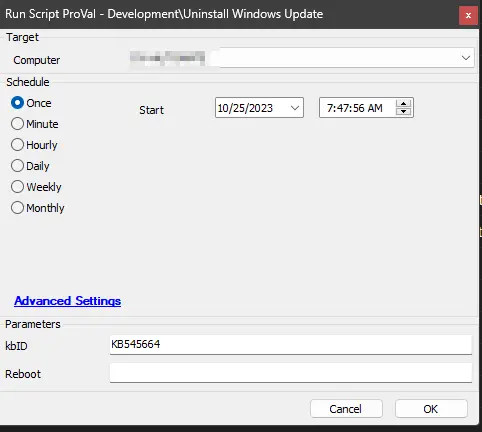 Run Script ProVal - Development\Uninstall Windows Update
x
Target
Computer
Schedule
Once
Start
10/25/2023
7:47:56 AM
Minute
Hourly
Daily
Weekly
Monthly
Advanced Settings
Parameters
kbID
KB545664
Reboot
Cancel
OK